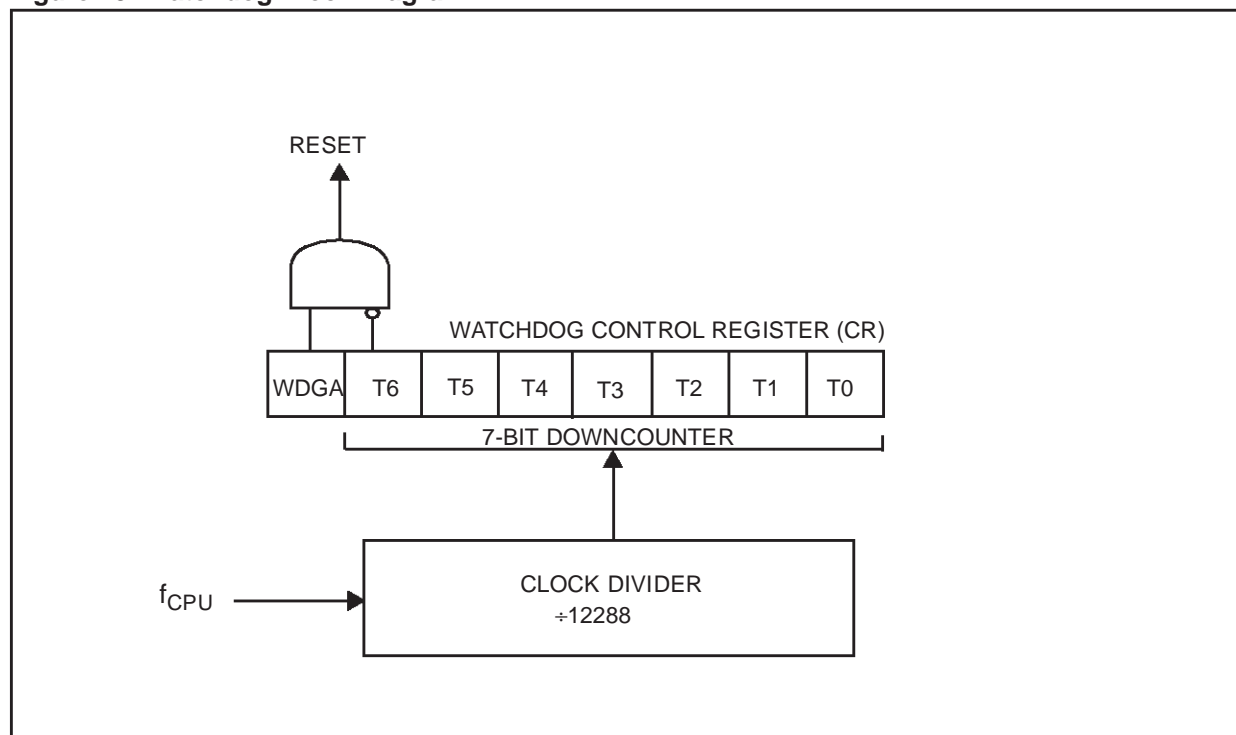 RESET
WATCHDOG CONTROL REGISTER (CR)
WDGA T6 T5 T4 T3 T2 T1 T0
7-BIT DOWNCOUNTER
fCPU
CLOCK DIVIDER
÷12288